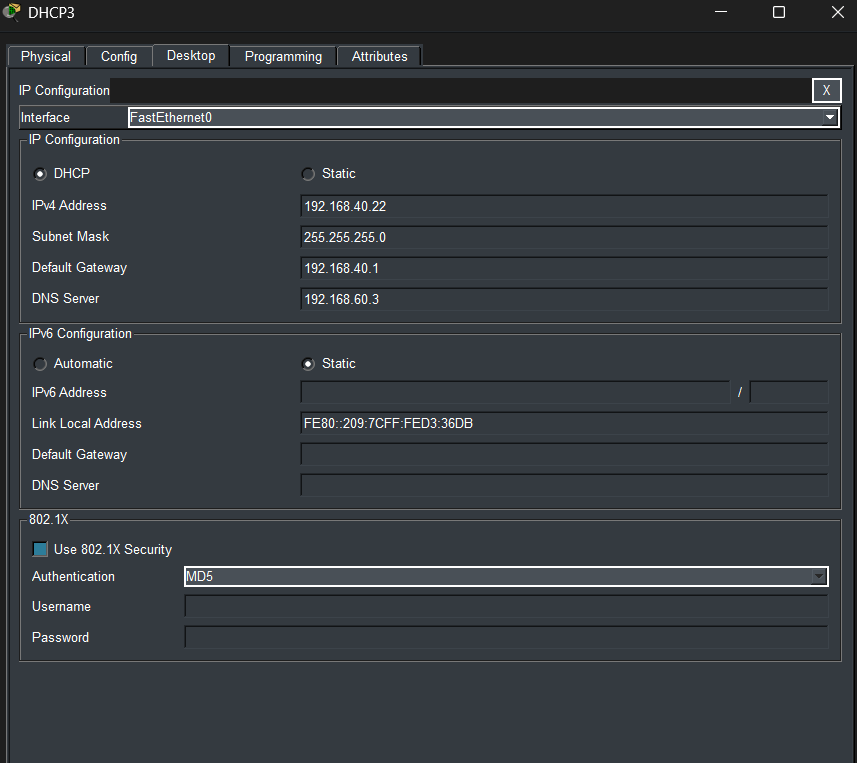 DHCP3
Physical Config Desktop Programming Attributes
IP Configuration X
Interface FastEthernet0
IP Configuration
DHCP Static
IPv4 Address 192.168.40.22
Subnet Mask 255.255.255.0
Default Gateway 192.168.40.1
DNS Server 192.168.60.3
IPv6 Configuration
Automatic Static
IPv6 Address /
Link Local Address FE80::209:7CFF:FED3:36DB
Default Gateway
DNS Server
802.1X
Use 802.1X Security
Authentication MD5
Username
Password